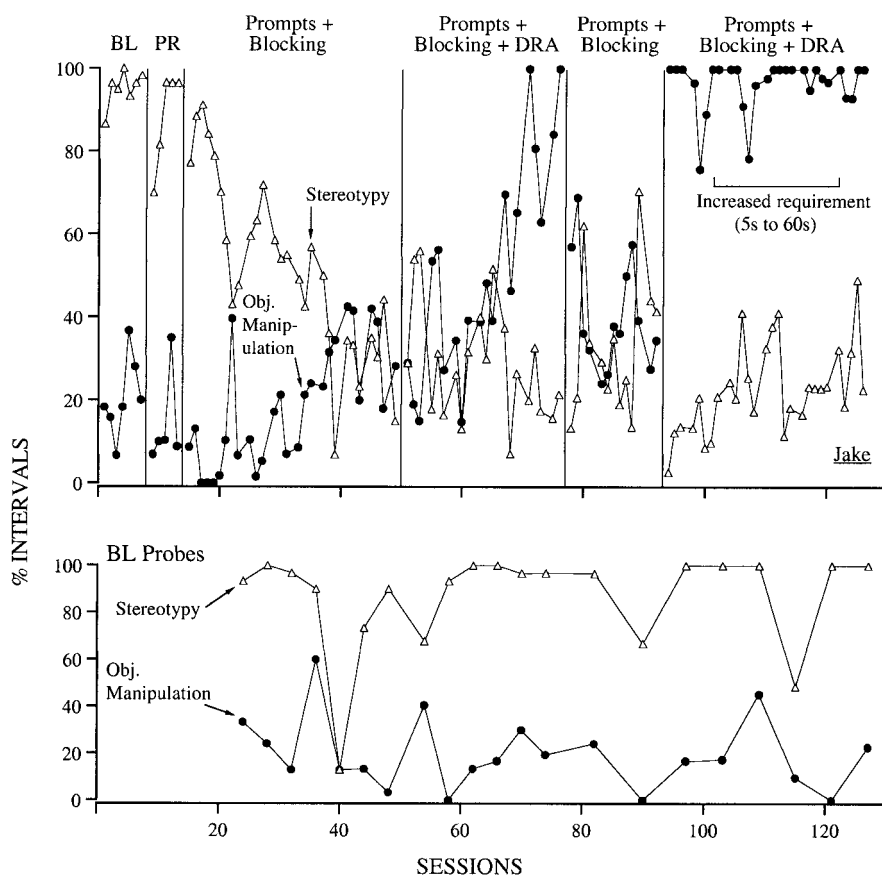 BL
PR
Prompts +
Blocking
Prompts +
Blocking + DRA
Prompts +
Blocking
Prompts +
Blocking + DRA
100
80
60
40
20
0
Stereotypy
Obj.
Manip-
ulation
Increased requirement
(5s to 60s)
Jake
% INTERVALS
BL Probes
100
80
60
40
20
0
Stereotypy
Obj.
Manipulation
20
40
60
80
100
120
SESSIONS